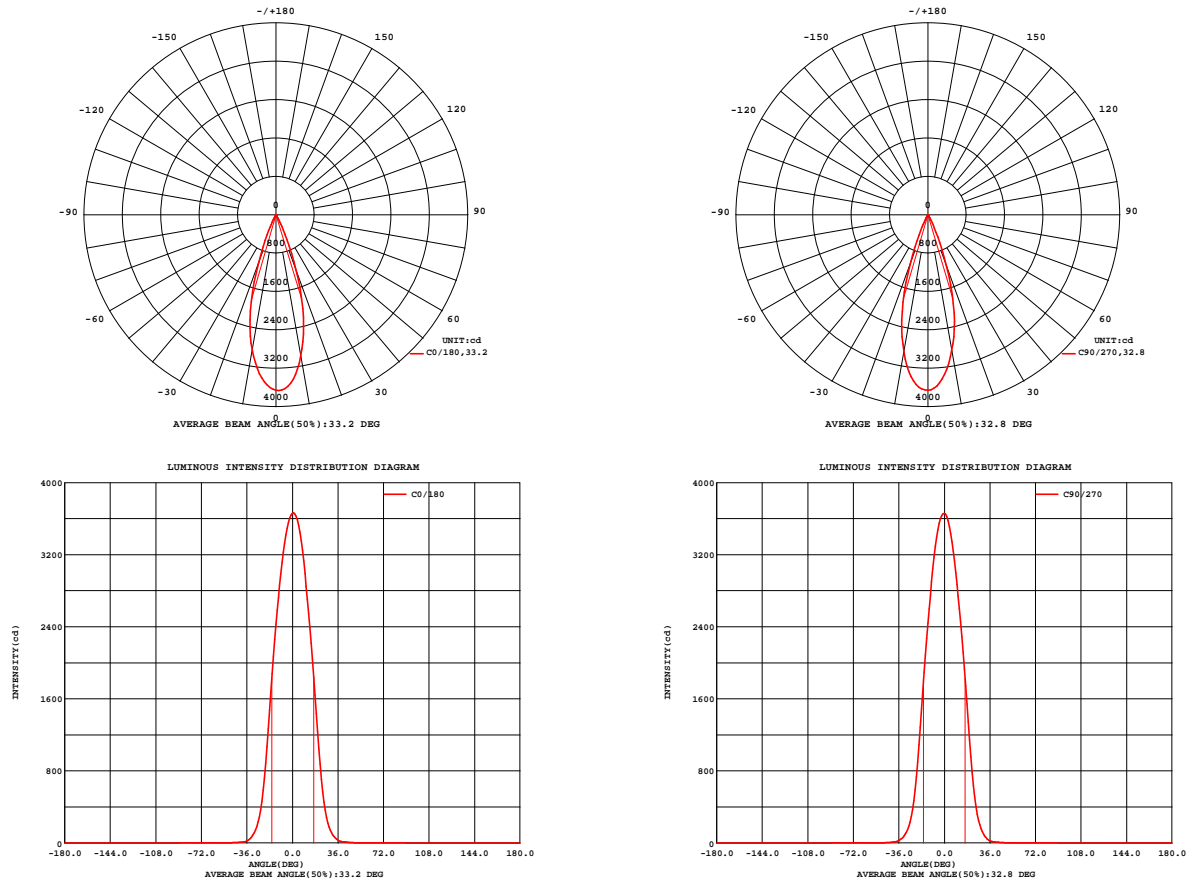 -/+180
-150 150
-120 120
-90 90
-60 60
-30 30
0
800
1600
2400
3200
4000
0
UNIT:cd
C0/180,33.2
AVERAGE BEAM ANGLE(50%):33.2 DEG
-/+180
-150 150
-120 120
-90 90
-60 60
-30 30
0
800
1600
2400
3200
4000
0
UNIT:cd
C90/270,32.8
AVERAGE BEAM ANGLE(50%):32.8 DEG
LUMINOUS INTENSITY DISTRIBUTION DIAGRAM
C0/180
INTENSITY(cd)
4000
3200
2400
1600
800
0
-180.0 -144.0 -108.0 -72.0 -36.0 0.0 36.0 72.0 108.0 144.0 180.0
ANGLE(DEG)
AVERAGE BEAM ANGLE(50%):33.2 DEG
LUMINOUS INTENSITY DISTRIBUTION DIAGRAM
C90/270
INTENSITY(cd)
4000
3200
2400
1600
800
0
-180.0 -144.0 -108.0 -72.0 -36.0 0.0 36.0 72.0 108.0 144.0 180.0
ANGLE(DEG)
AVERAGE BEAM ANGLE(50%):32.8 DEG